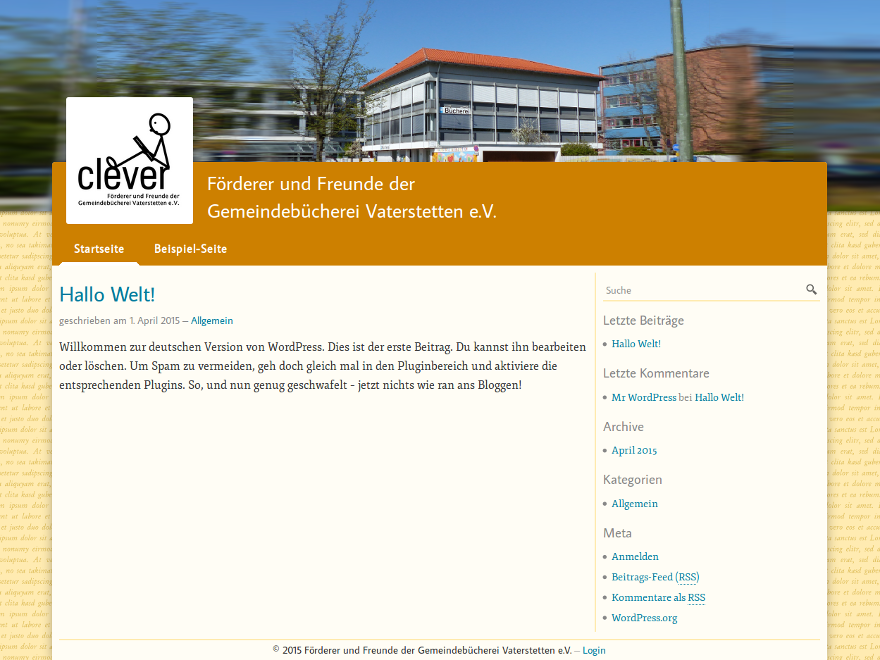 Bücherei
clever
Förderer und Freunde der
Gemeindebücherei Vaterstetten e.V.
Förderer und Freunde der
Gemeindebücherei Vaterstetten e.V.
Startseite Beispiel-Seite
Hallo Welt!
geschrieben am 1. April 2015 – Allgemein
Willkommen zur deutschen Version von WordPress. Dies ist der erste Beitrag. Du kannst ihn bearbeiten
oder löschen. Um Spam zu vermeiden, geh doch gleich mal in den Pluginbereich und aktiviere die
entsprechenden Plugins. So, und nun genug geschwafelt – jetzt nichts wie ran ans Bloggen!
Suche
Letzte Beiträge
Hallo Welt!
Letzte Kommentare
Mr WordPress bei Hallo Welt!
Archive
April 2015
Kategorien
Allgemein
Meta
Anmelden
Beitrags-Feed (RSS)
Kommentare als RSS
WordPress.org
© 2015 Förderer und Freunde der Gemeindebücherei Vaterstetten e.V. – Login